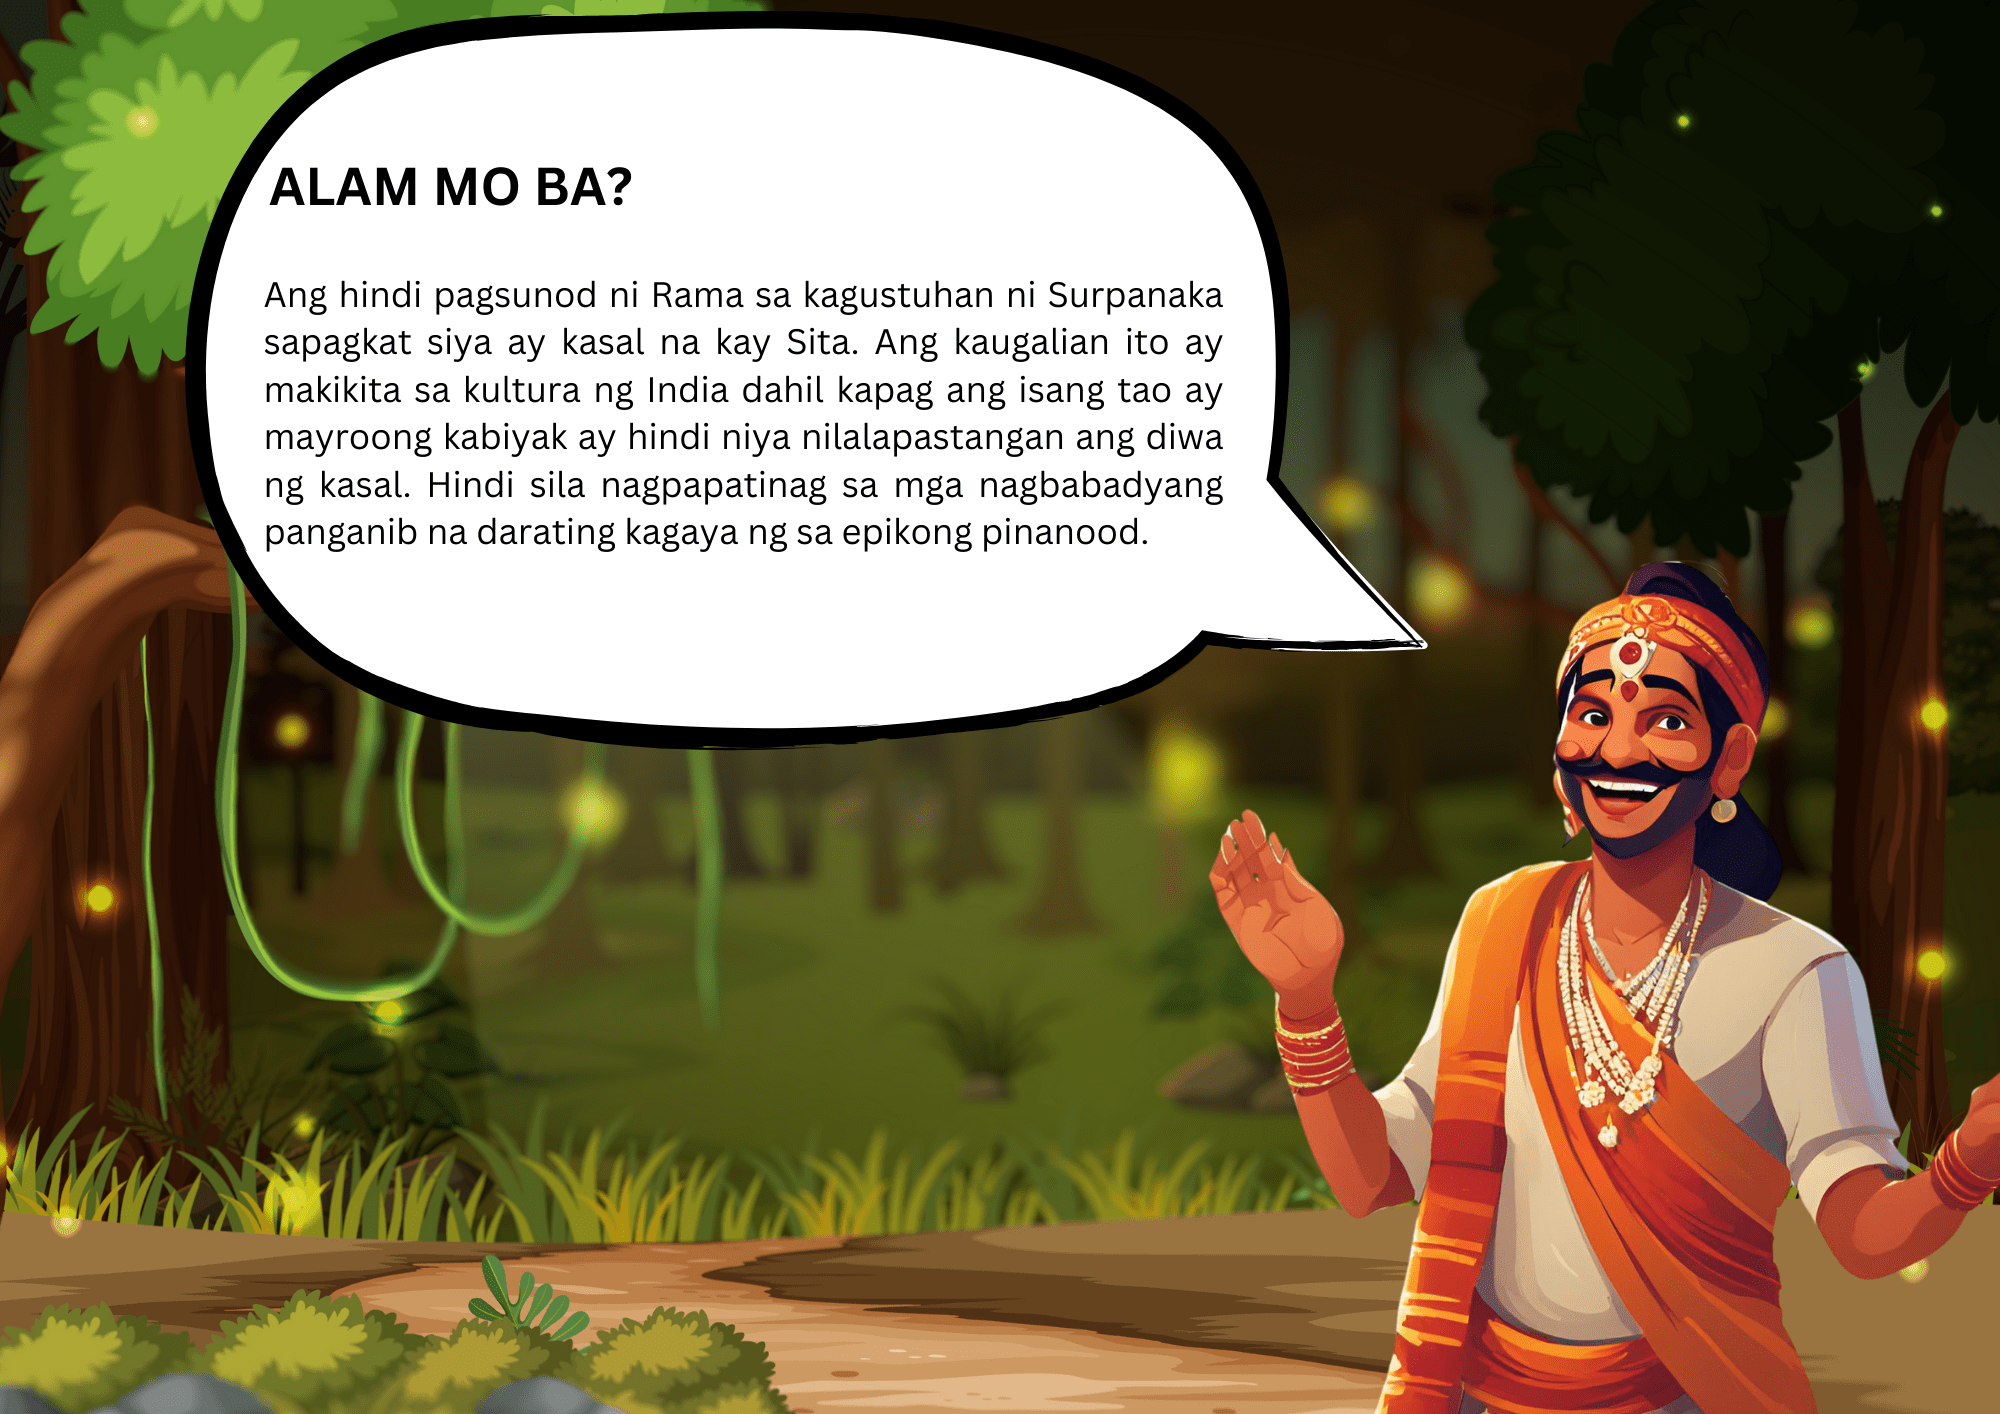 ALAM MO BA?
Ang hindi pagsunod ni Rama sa kagustuhan ni Surpanaka
sapagkat siya ay kasal na kay Sita. Ang kaugalian ito ay
makikita sa kultura ng India dahil kapag ang isang tao ay
mayroong kabiyak ay hindi niya nilalapastangan ang diwa
ng kasal. Hindi sila nagpapatinag sa mga nagbabadyang
panganib na darating kagaya ng sa epikong pinanood.